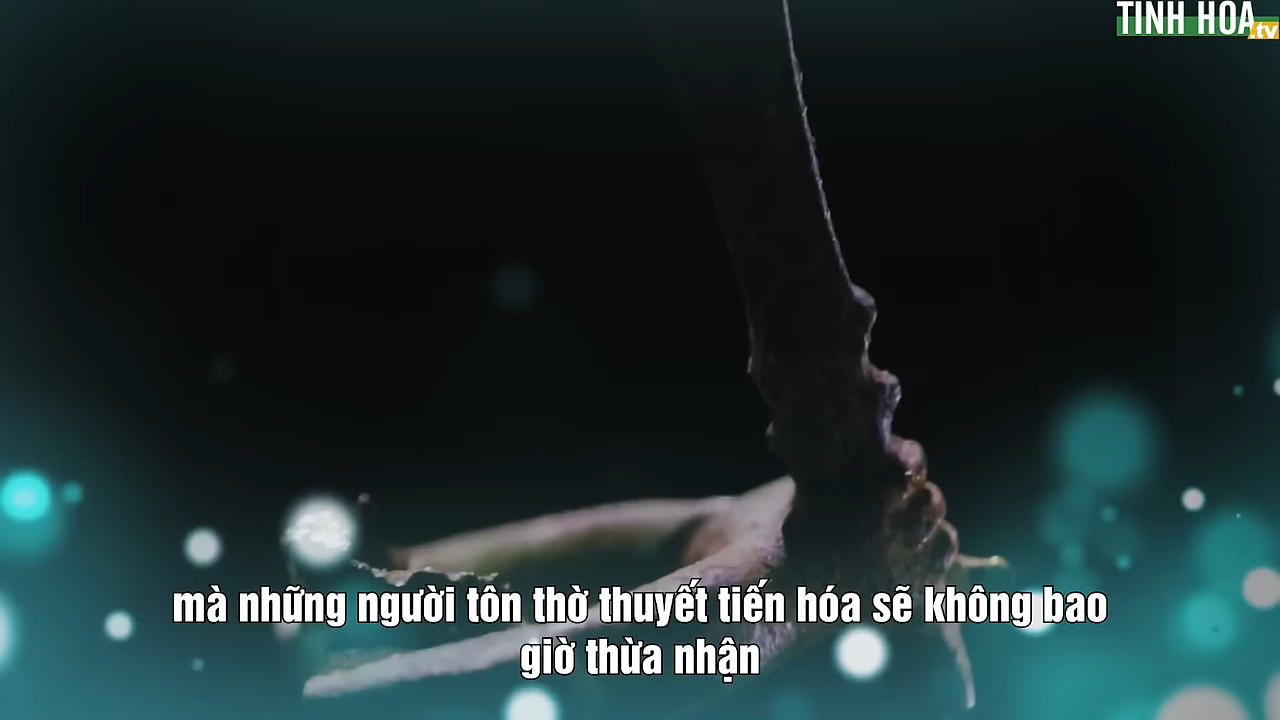 TINH HOA
.tv
mà những người tôn thờ thuyết tiến hóa sẽ không bao
giờ thừa nhận